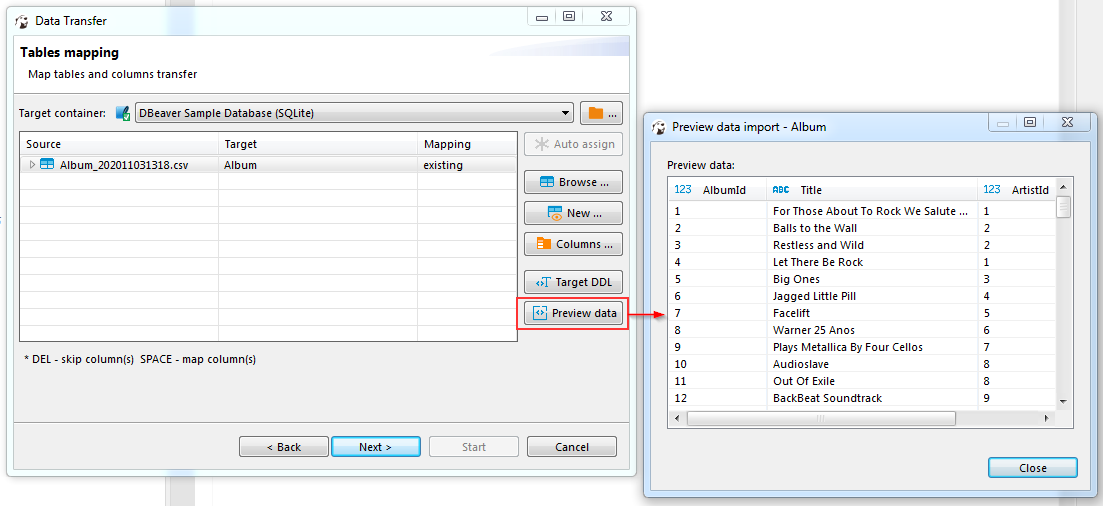 Data Transfer
Tables mapping
Map tables and columns transfer
Target container: DBeaver Sample Database (SQLite) ...
Source Target Mapping
Album_202011031318.csv Album existing
Auto assign
Browse ...
New ...
Columns ...
Target DDL
Preview data
* DEL - skip column(s) SPACE - map column(s)
< Back Next > Start Cancel
Preview data import - Album
Preview data:
123 AlbumId ABC Title 123 ArtistId
1 For Those About To Rock We Salute ... 1
2 Balls to the Wall 2
3 Restless and Wild 2
4 Let There Be Rock 1
5 Big Ones 3
6 Jagged Little Pill 4
7 Facelift 5
8 Warner 25 Anos 6
9 Plays Metallica By Four Cellos 7
10 Audioslave 8
11 Out Of Exile 8
12 BackBeat Soundtrack 9
Close